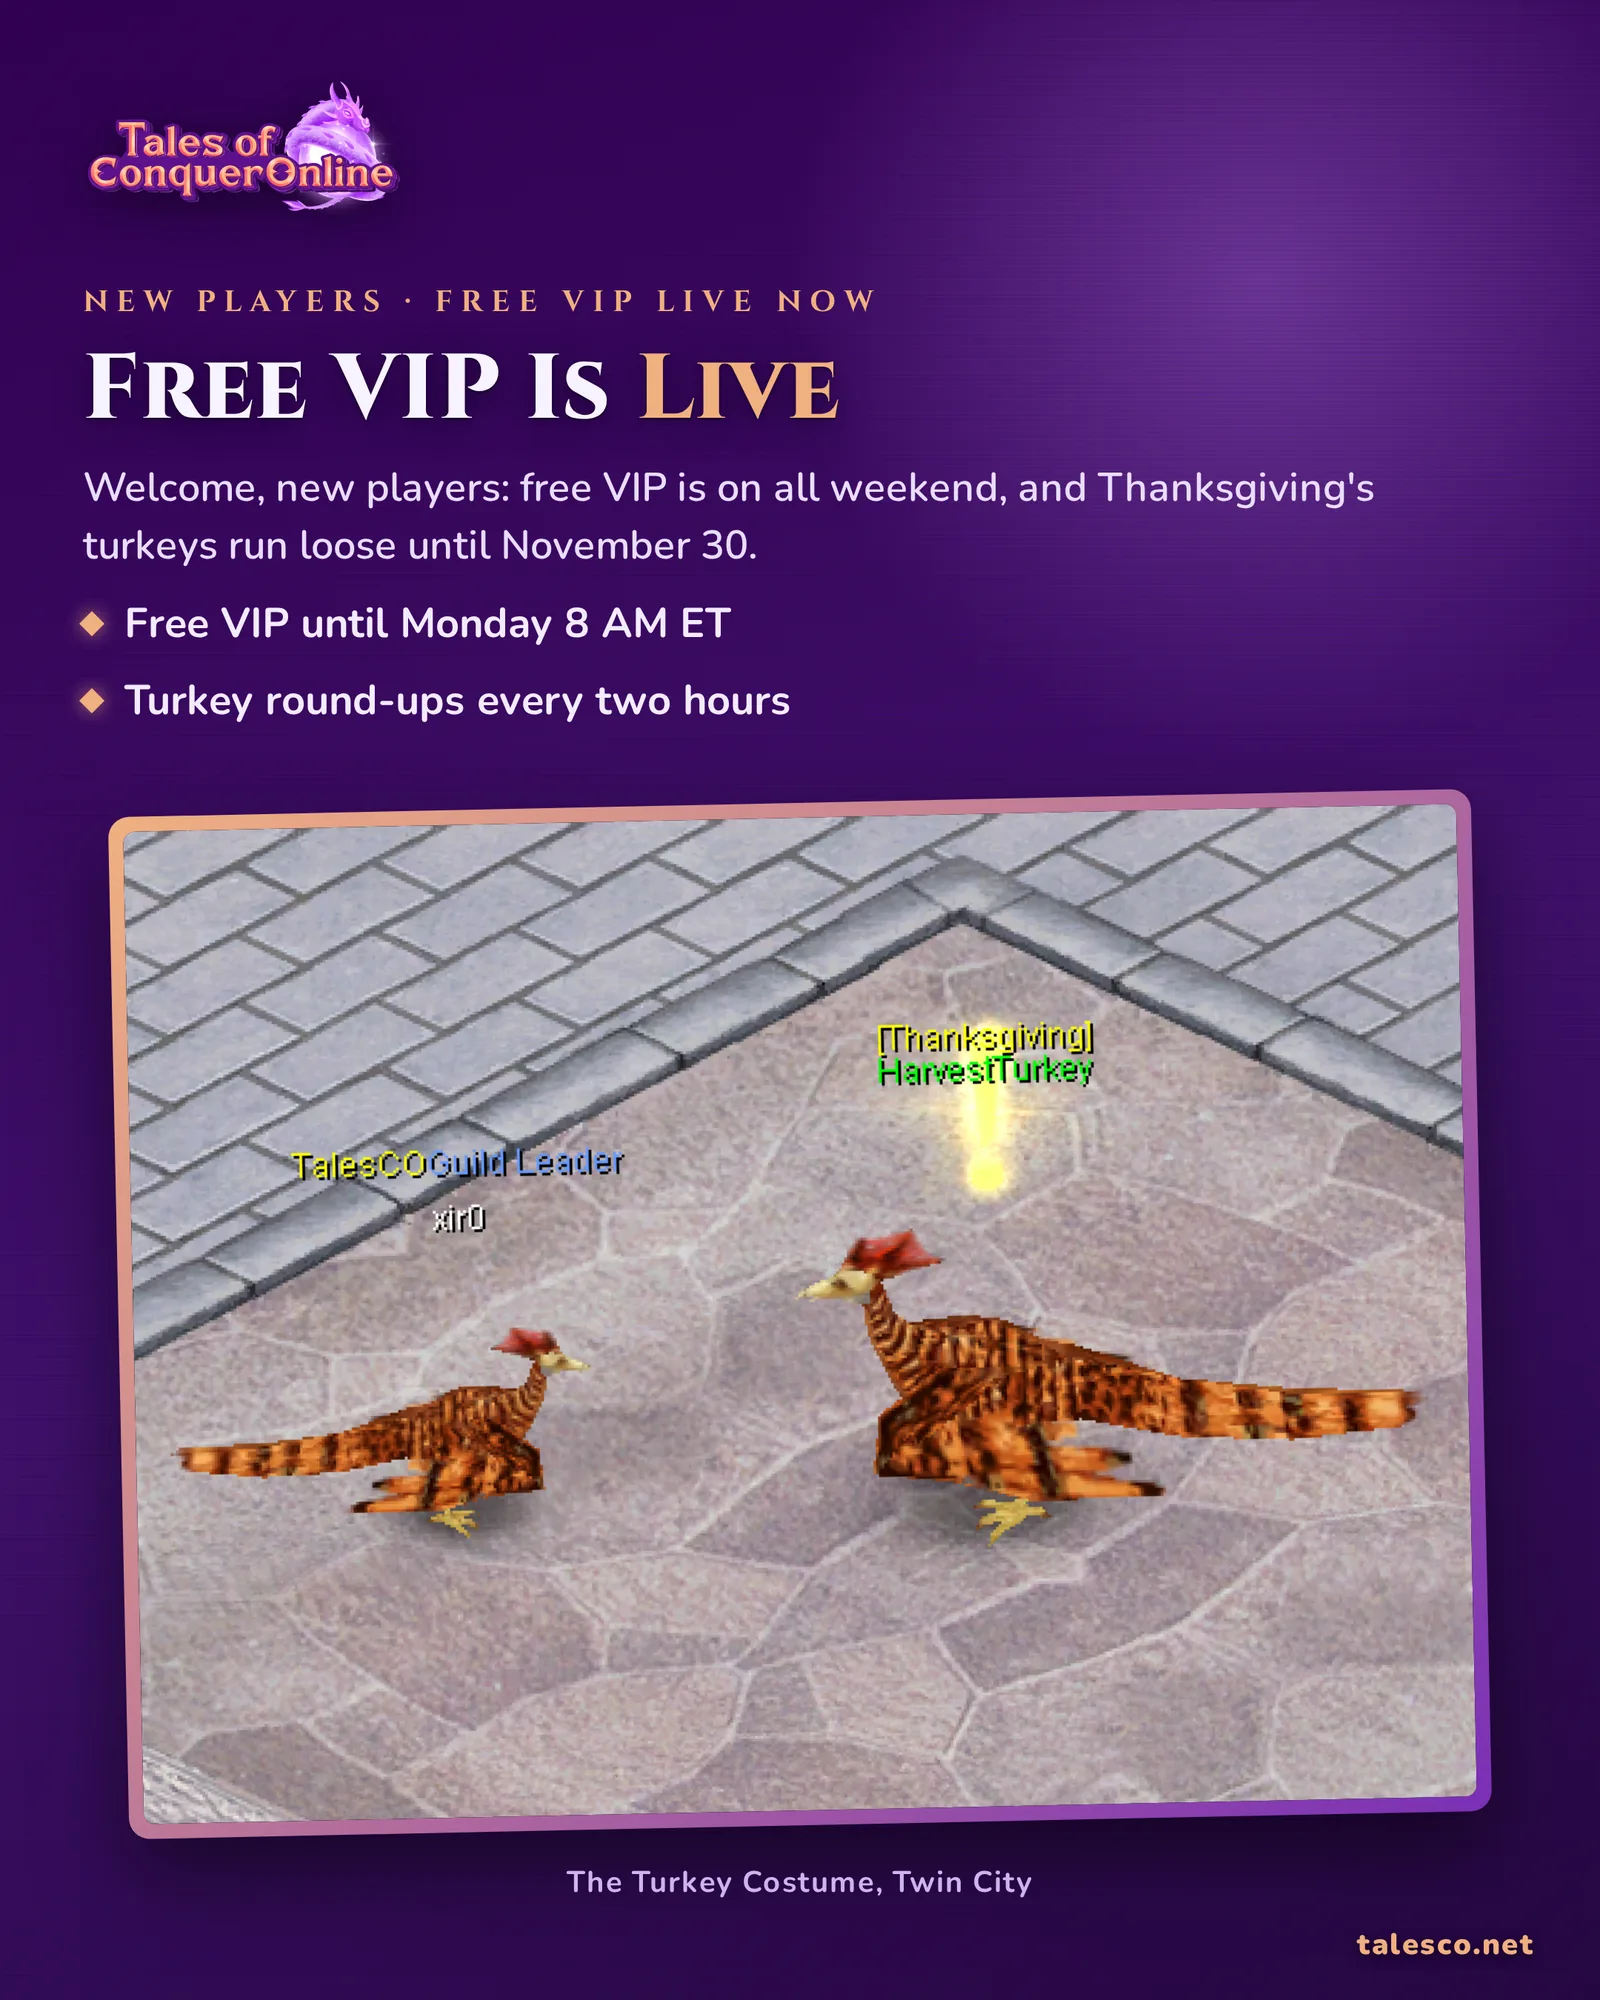 Tales of
ConquerOnline
NEW PLAYERS · FREE VIP LIVE NOW
FREE VIP IS LIVE
Welcome, new players: free VIP is on all weekend, and Thanksgiving's
turkeys run loose until November 30.
Free VIP until Monday 8 AM ET
Turkey round-ups every two hours
[Thanksgiving]
HarvestTurkey
TalesCOGuild Leader
xir0
The Turkey Costume, Twin City
talesco.net